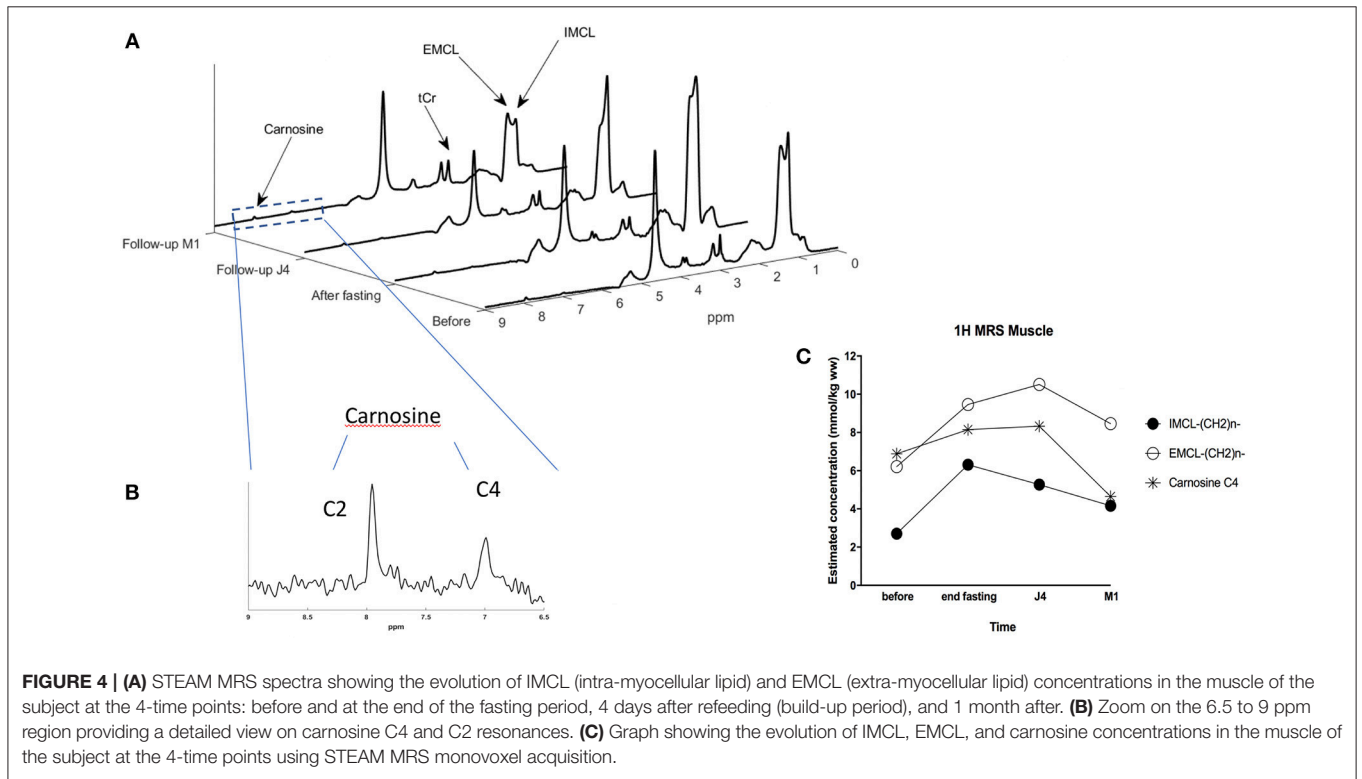 A
IMCL
EMCL
tCr
Carnosine
Follow-up M1
Follow-up J4
After fasting
Before
9 8 7 6 5 4 3 2 1 0
ppm
Carnosine
B
C2
C4
9 8.5 8 7.5 7 6.5
ppm
C
1H MRS Muscle
Estimated concentration (mmol/kg ww)
12
10
8
6
4
2
0
before end fasting J4 M1
Time
IMCL-(CH2)n-
EMCL-(CH2)n-
Carnosine C4
FIGURE 4 | (A) STEAM MRS spectra showing the evolution of IMCL (intra-myocellular lipid) and EMCL (extra-myocellular lipid) concentrations in the muscle of the
subject at the 4-time points: before and at the end of the fasting period, 4 days after refeeding (build-up period), and 1 month after. (B) Zoom on the 6.5 to 9 ppm
region providing a detailed view on carnosine C4 and C2 resonances. (C) Graph showing the evolution of IMCL, EMCL, and carnosine concentrations in the muscle of
the subject at the 4-time points using STEAM MRS monovoxel acquisition.